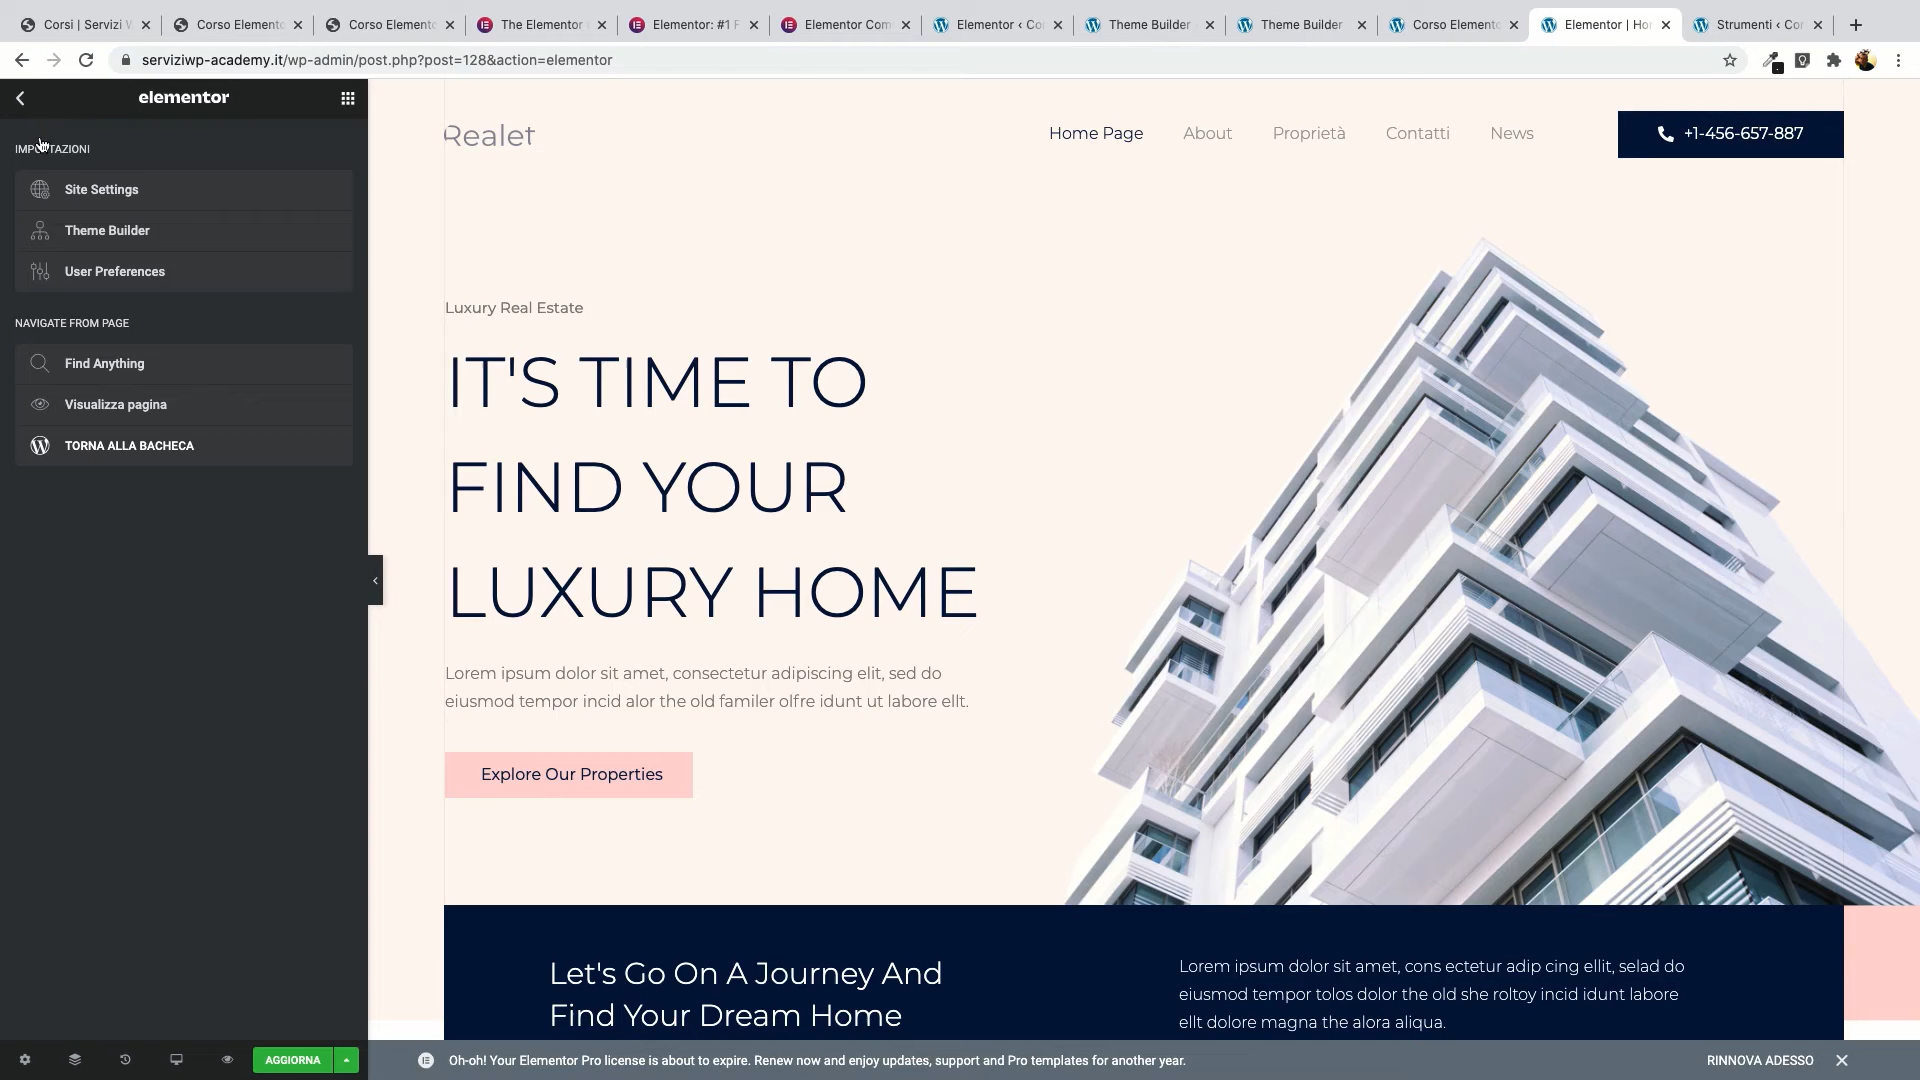 Corsi | Servizi W
Corso Elemento
Corso Elemento
The Elementor
Elementor: #1 F
Elementor Com
Elementor ‹ Co
Theme Builder
Theme Builder
Corso Elemento
Elementor | Ho
Strumenti ‹ Co
serviziwp-academy.it/wp-admin/post.php?post=128&action=elementor
elementor
Site Settings
Theme Builder
User Preferences
NAVIGATE FROM PAGE
Find Anything
Visualizza pagina
TORNA ALLA BACHECA
AGGIORNA
Realet
Home Page
About
Proprietà
Contatti
News
+1-456-657-887
Luxury Real Estate
IT'S TIME TO
FIND YOUR
LUXURY HOME
Lorem ipsum dolor sit amet, consectetur adipiscing elit, sed do
eiusmod tempor incid alor the old familer olfre idunt ut labore ellt.
Explore Our Properties
Let's Go On A Journey And
Find Your Dream Home
Lorem ipsum dolor sit amet, cons ectetur adip cing ellit, selad do
eiusmod tempor tolos dolor the old she roltoy incid idunt labore
ellt dolore magna the alora aliqua.
Oh-oh! Your Elementor Pro license is about to expire. Renew now and enjoy updates, support and Pro templates for another year.
RINNOVA ADESSO